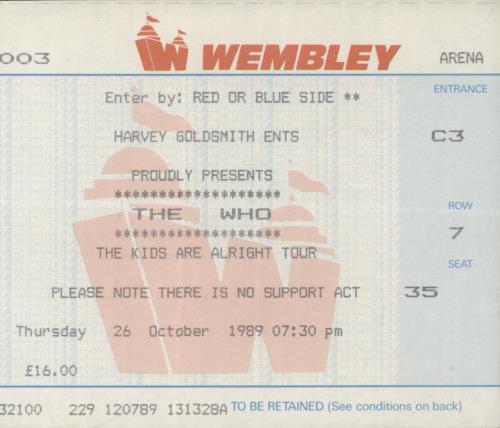 003 WEMBLEY ARENA
Enter by: RED OR BLUE SIDE **
ENTRANCE
HARVEY GOLDSMITH ENTS
C3
PROUDLY PRESENTS
*******************
ROW
THE WHO
7
*******************
THE KIDS ARE ALRIGHT TOUR
SEAT
PLEASE NOTE THERE IS NO SUPPORT ACT
35
Thursday 26 October 1989 07:30 pm
£16.00
32100 229 120789 131328A TO BE RETAINED (See conditions on back)